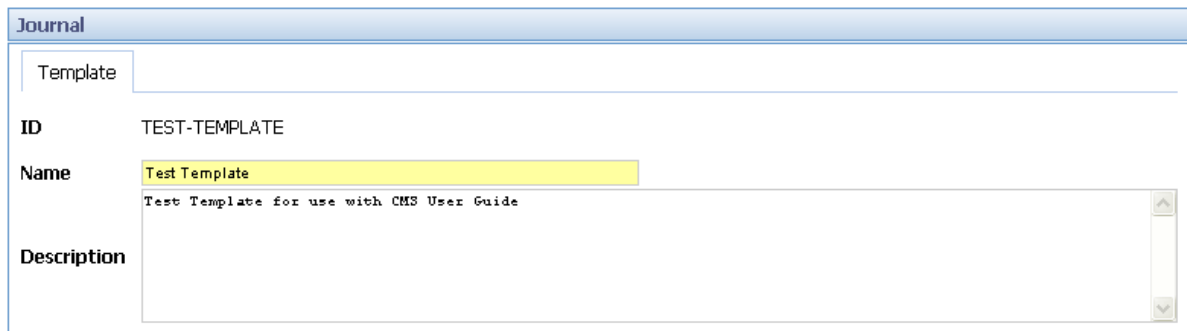 Journal
Template
ID TEST-TEMPLATE
Name Test Template
Test Template for use with CMS User Guide
Description